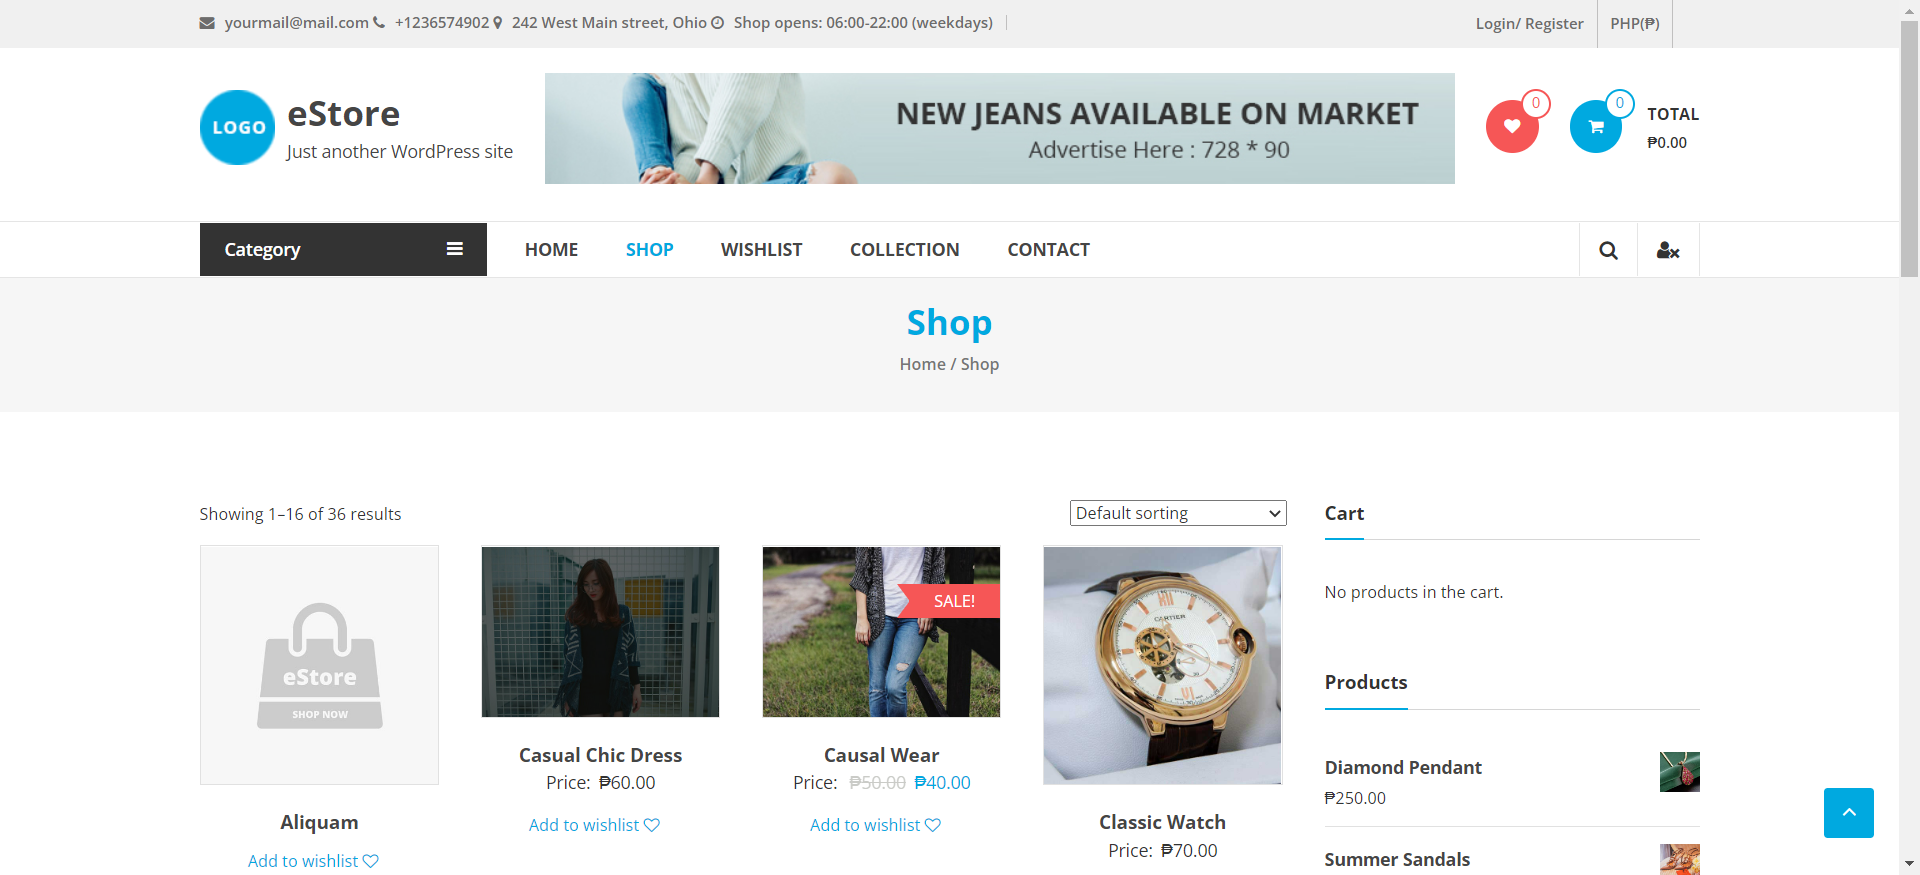 yourmail@mail.com +1236574902 242 West Main street, Ohio Shop opens: 06:00-22:00 (weekdays)
Login/ Register PHP(₱)
LOGO
eStore
Just another WordPress site
NEW JEANS AVAILABLE ON MARKET
Advertise Here : 728 * 90
0
0
TOTAL
₱0.00
Category
HOME SHOP WISHLIST COLLECTION CONTACT
Shop
Home / Shop
Showing 1–16 of 36 results
Default sorting
eStore
SHOP NOW
Aliquam
Add to wishlist
Casual Chic Dress
Price: ₱60.00
Add to wishlist
SALE!
Causal Wear
Price: ₱50.00 ₱40.00
Add to wishlist
CARTIER
Classic Watch
Price: ₱70.00
Cart
No products in the cart.
Products
Diamond Pendant
₱250.00
Summer Sandals